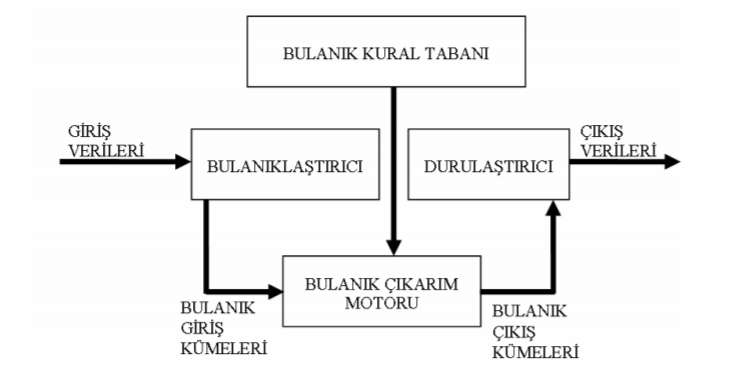 BULANIK KURAL TABANI
GİRİŞ
VERİLERİ
BULANIKLAŞTIRICI
DURULAŞTIRICI
ÇIKIŞ
VERİLERİ
BULANIK ÇIKARIM
MOTORU
BULANIK
GİRİŞ
KÜMELERİ
BULANIK
ÇIKIŞ
KÜMELERİ